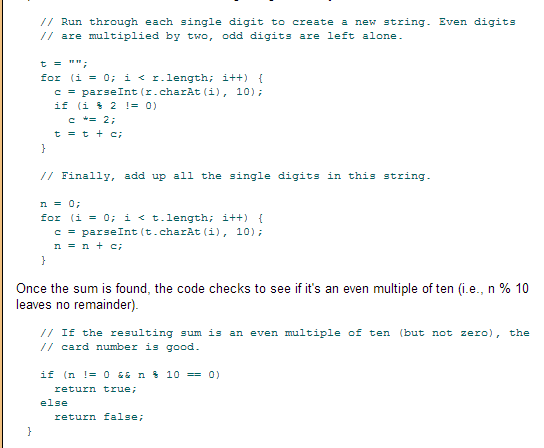 // Run through each single digit to create a new string. Even digits
// are multiplied by two, odd digits are left alone.
t = "";
for (i = 0; i < r.length; i++) {
c = parseInt(r.charAt(i), 10);
if (i % 2 != 0)
c *= 2;
t = t + c;
}
// Finally, add up all the single digits in this string.
n = 0;
for (i = 0; i < t.length; i++) {
c = parseInt(t.charAt(i), 10);
n = n + c;
}
Once the sum is found, the code checks to see if it's an even multiple of ten (i.e., n % 10
leaves no remainder).
// If the resulting sum is an even multiple of ten (but not zero), the
// card number is good.
if (n != 0 && n % 10 == 0)
return true;
else
return false;
}